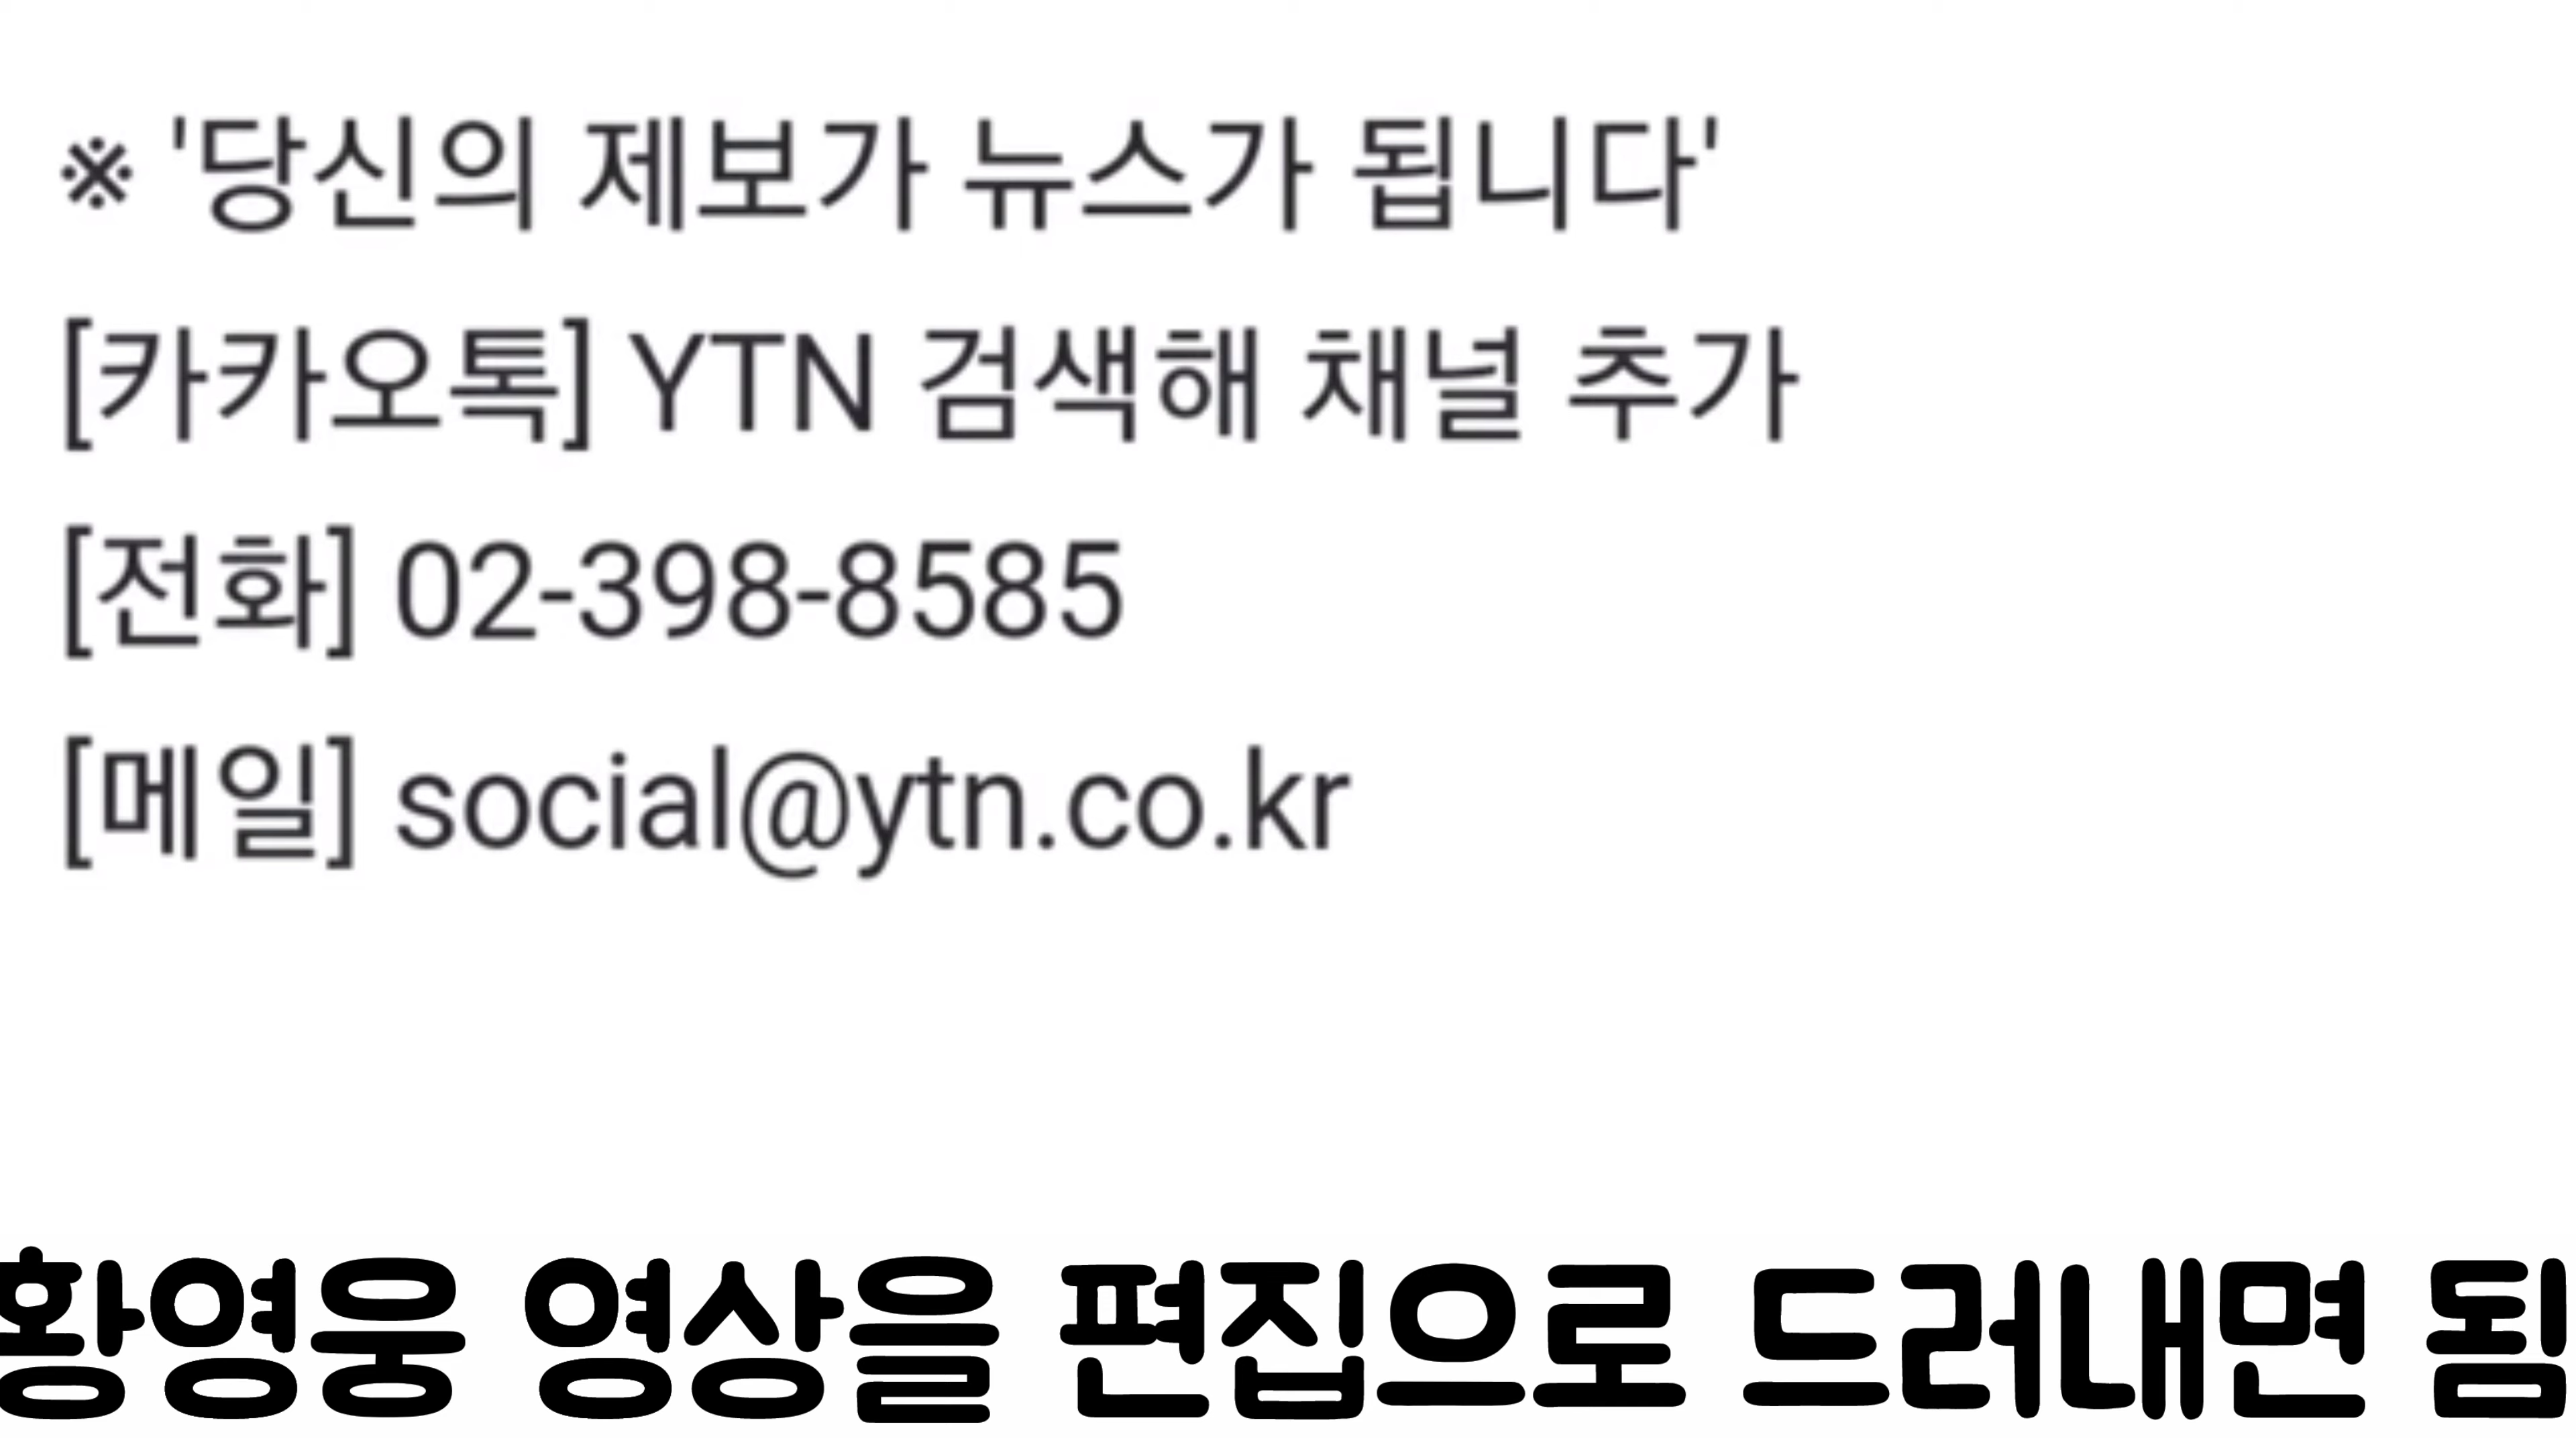 ※ '당신의 제보가 뉴스가 됩니다'
[카카오톡] YTN 검색해 채널 추가
[전화] 02-398-8585
[메일] social@ytn.co.kr
황영웅 영상을 편집으로 드러내면 됨